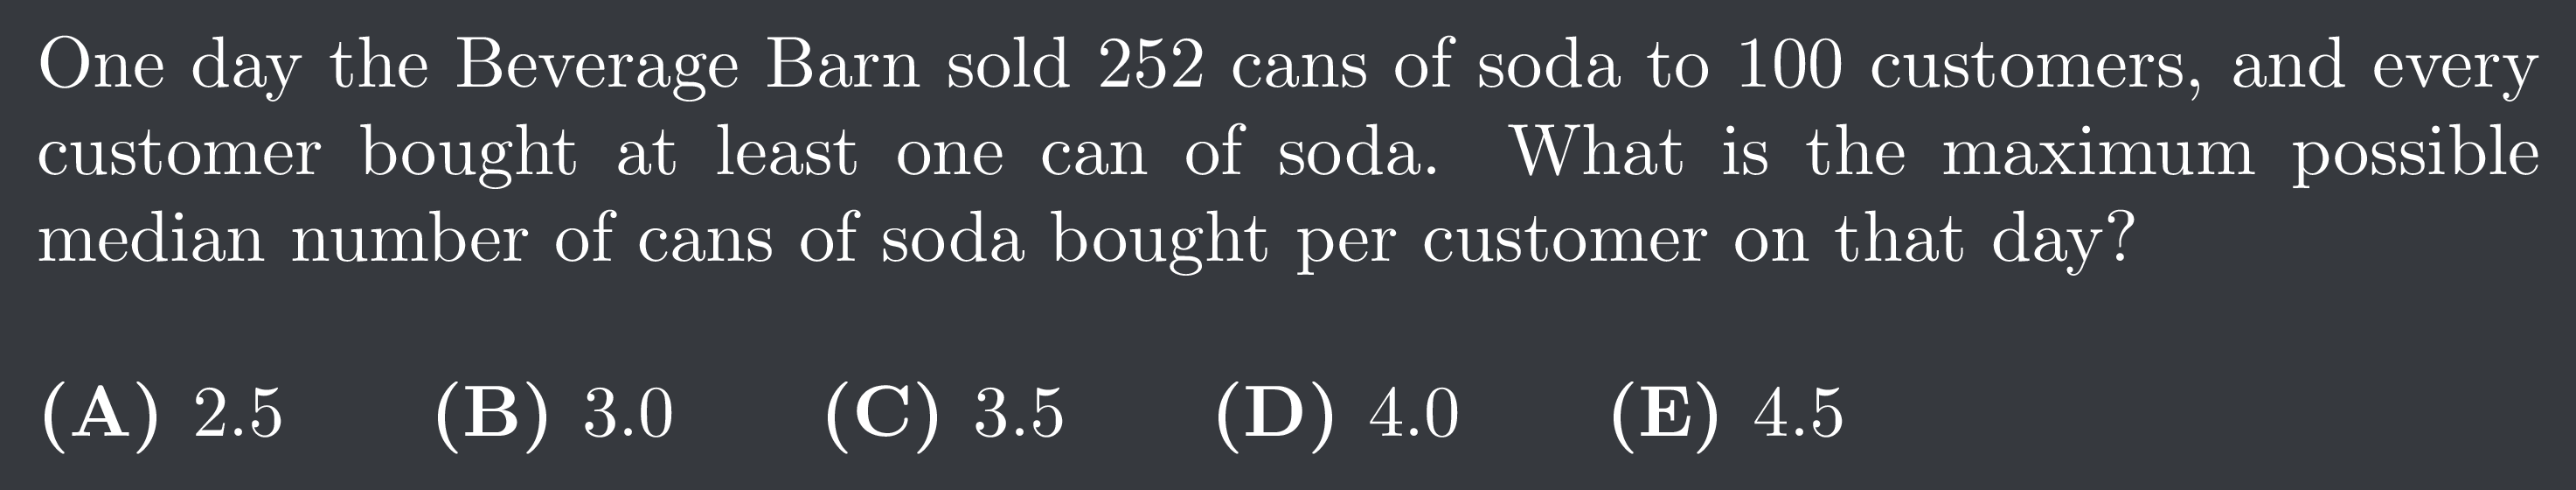 One day the Beverage Barn sold 252 cans of soda to 100 customers, and every
customer bought at least one can of soda. What is the maximum possible
median number of cans of soda bought per customer on that day?
(A) 2.5 (B) 3.0 (C) 3.5 (D) 4.0 (E) 4.5